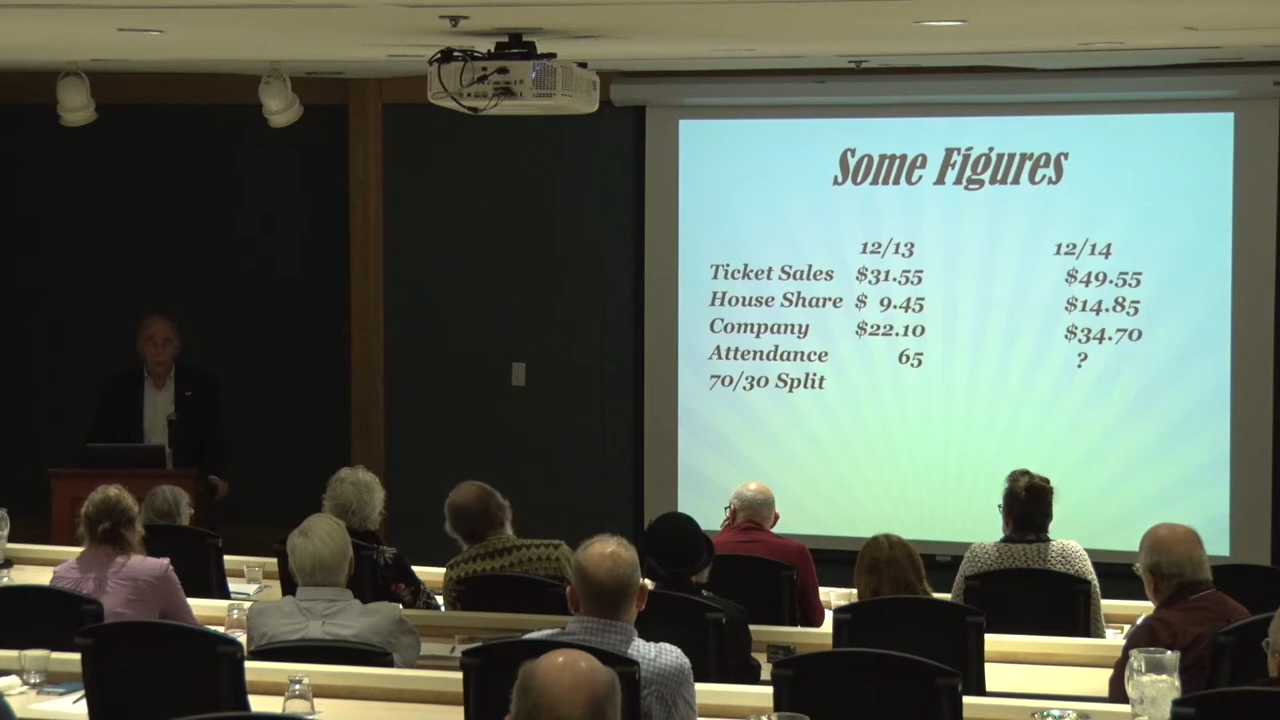 Some Figures
12/13 12/14
Ticket Sales $31.55 $49.55
House Share $ 9.45 $14.85
Company $22.10 $34.70
Attendance 65 ?
70/30 Split